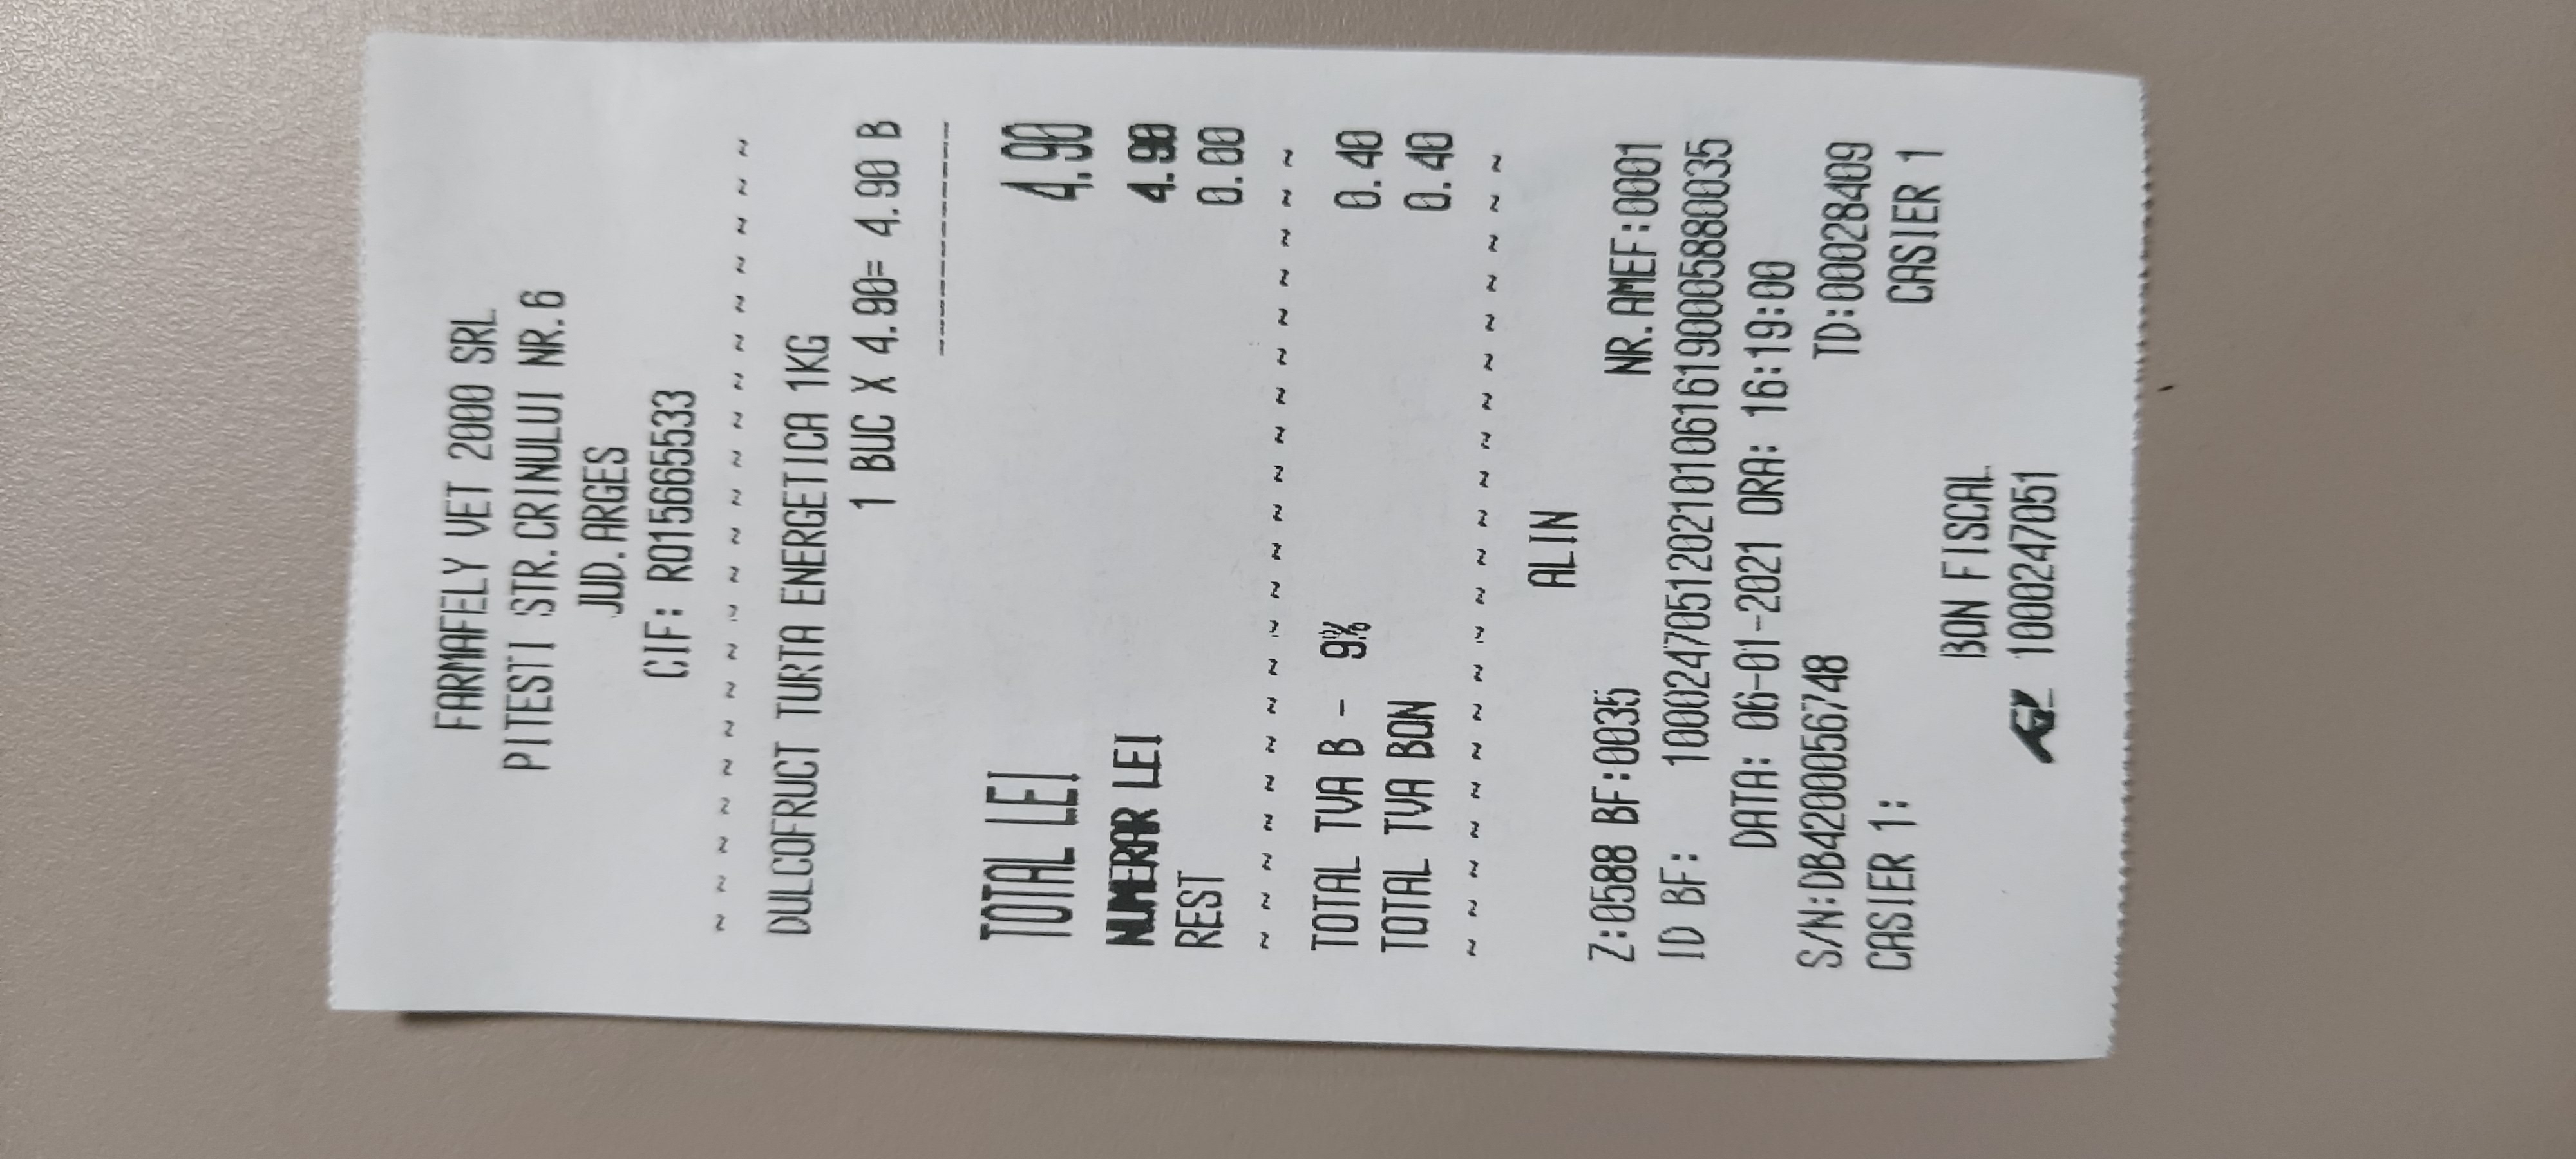 FARMAFELY VET 2000 SRL
PITESTI STR.CRINULUI NR.6
JUD.ARGES
CIF: RO15665533
~ ~ ~ ~ ~ ~ ~ ~ ~ ~ ~ ~ ~ ~ ~ ~ ~ ~ ~ ~ ~
DULCOFRUCT TURTA ENERGETICA 1KG
1 BUC X 4.90= 4.90 B
------------
TOTAL LEI 4.90
NUMERAR LEI 4.90
REST 0.00
~ ~ ~ ~ ~ ~ ~ ~ ~ ~ ~ ~ ~ ~ ~ ~ ~ ~ ~ ~ ~
TOTAL TVA B - 9% 0.40
TOTAL TVA BON 0.40
~ ~ ~ ~ ~ ~ ~ ~ ~ ~ ~ ~ ~ ~ ~ ~ ~ ~ ~ ~ ~
ALIN
Z:0588 BF:0035 NR.AMEF:0001
ID BF: 10002470512021010616190005880035
DATA: 06-01-2021 ORA: 16:19:00
S/N:DB4200056748 TD:00028409
CASIER 1: CASIER 1
BON FISCAL
1000247051